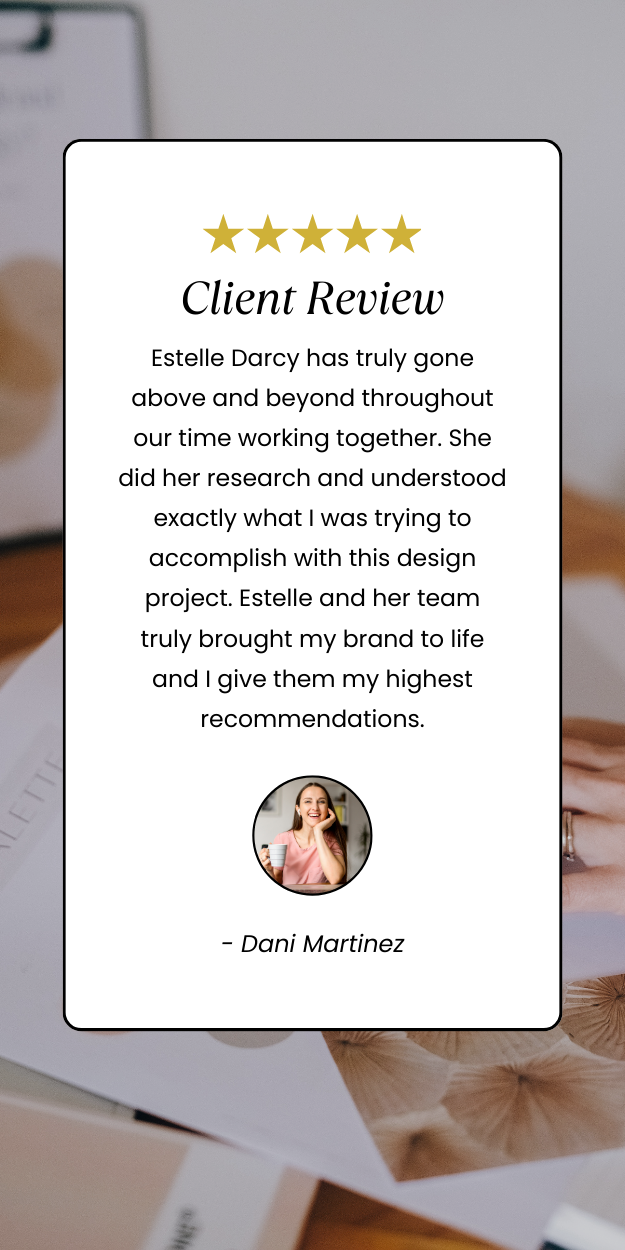 Client Review
Estelle Darcy has truly gone
above and beyond throughout
our time working together. She
did her research and understood
exactly what I was trying to
accomplish with this design
project. Estelle and her team
truly brought my brand to life
and I give them my highest
recommendations.
- Dani Martinez